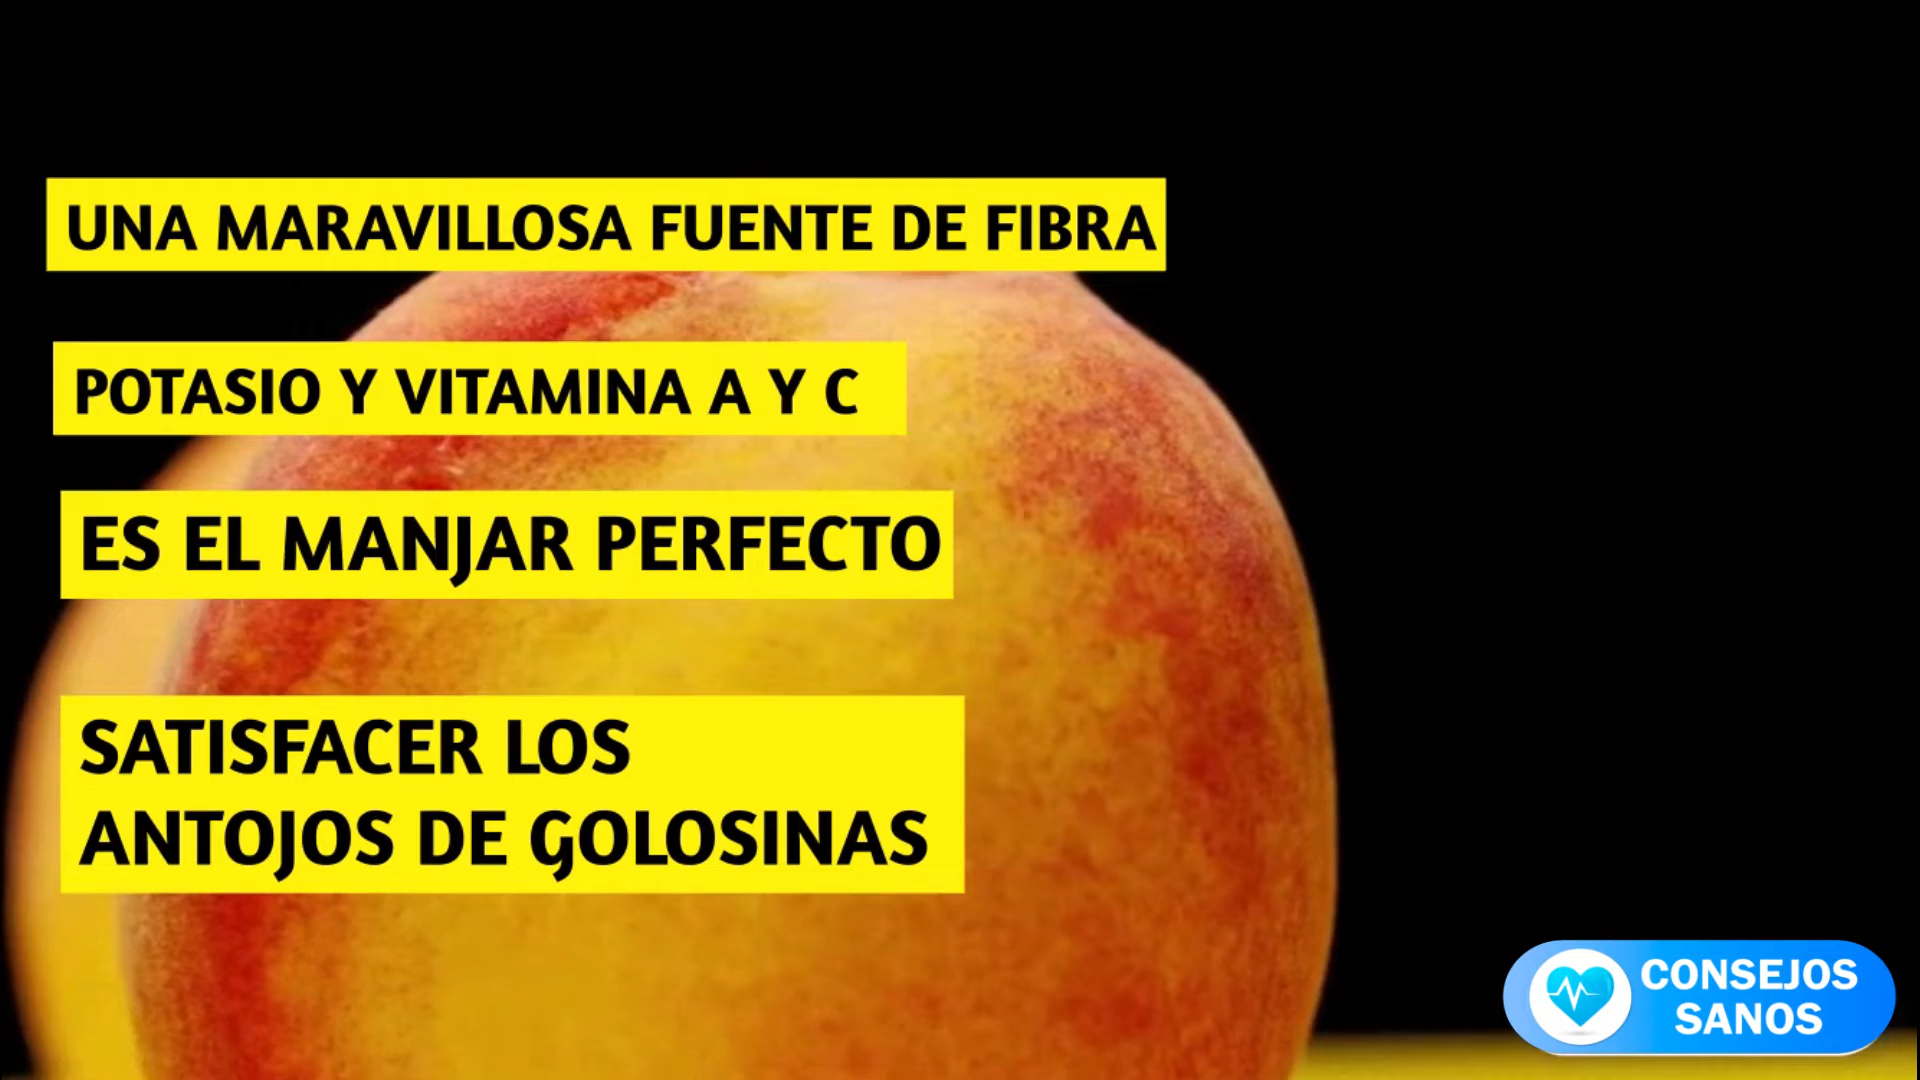 UNA MARAVILLOSA FUENTE DE FIBRA
POTASIO Y VITAMINA A Y C
ES EL MANJAR PERFECTO
SATISFACER LOS
ANTOJOS DE GOLOSINAS
CONSEJOS
SANOS